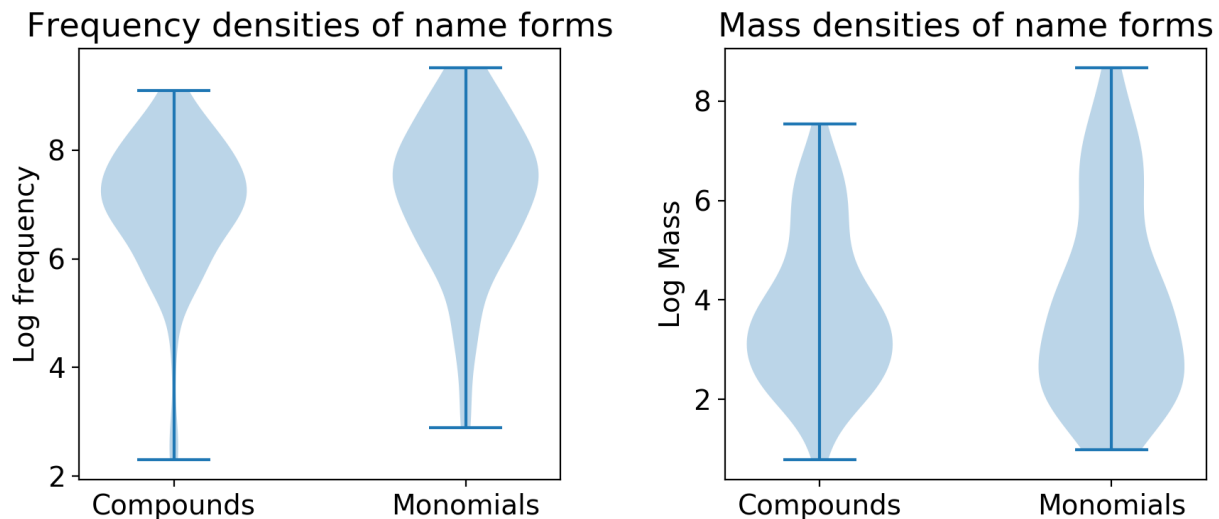 Frequency densities of name forms
Log frequency
8
6
4
2
Compounds
Monomials
Mass densities of name forms
Log Mass
8
6
4
2
Compounds
Monomials